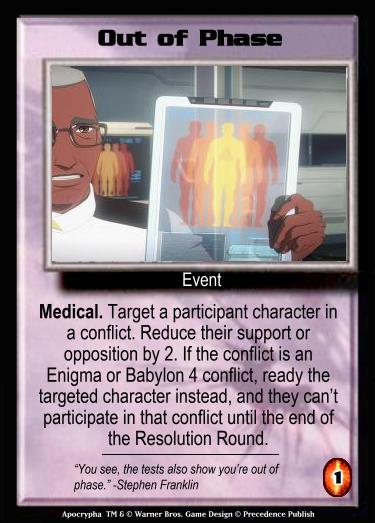 Out of Phase
Event
Medical. Target a participant character in
a conflict. Reduce their support or
opposition by 2. If the conflict is an
Enigma or Babylon 4 conflict, ready the
targeted character instead, and they can't
participate in that conflict until the end of
the Resolution Round.
"You see, the tests also show you're out of
phase." -Stephen Franklin
1
Apocrypha TM & © Warner Bros. Game Design © Precedence Publish